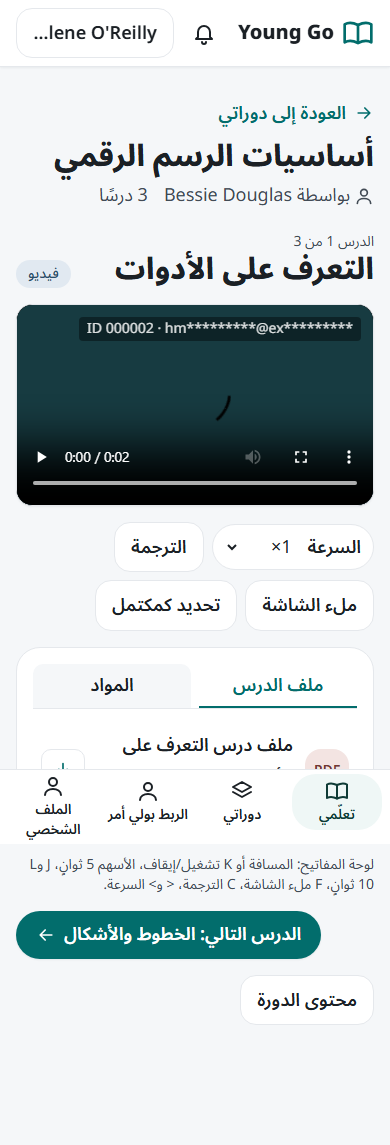 Young Go
...lene O'Reilly
العودة إلى دوراتي
أساسيات الرسم الرقمي
بواسطة Bessie Douglas 3 درسًا
الدرس 1 من 3
التعرف على الأدوات
فيديو
ID 000002 · hm*********@ex*********
0:00 / 0:02
السرعة 1×
الترجمة
ملء الشاشة
تحديد كمكتمل
ملف الدرس
المواد
ملف درس التعرف على
PDF
تعلّمي
دوراتي
الربط بولي أمر
الملف الشخصي
لوحة المفاتيح: المسافة أو K تشغيل/إيقاف، الأسهم 5 ثوانٍ، J وL
10 ثوانٍ، F ملء الشاشة، C الترجمة، < و> السرعة.
الدرس التالي: الخطوط والأشكال
محتوى الدورة